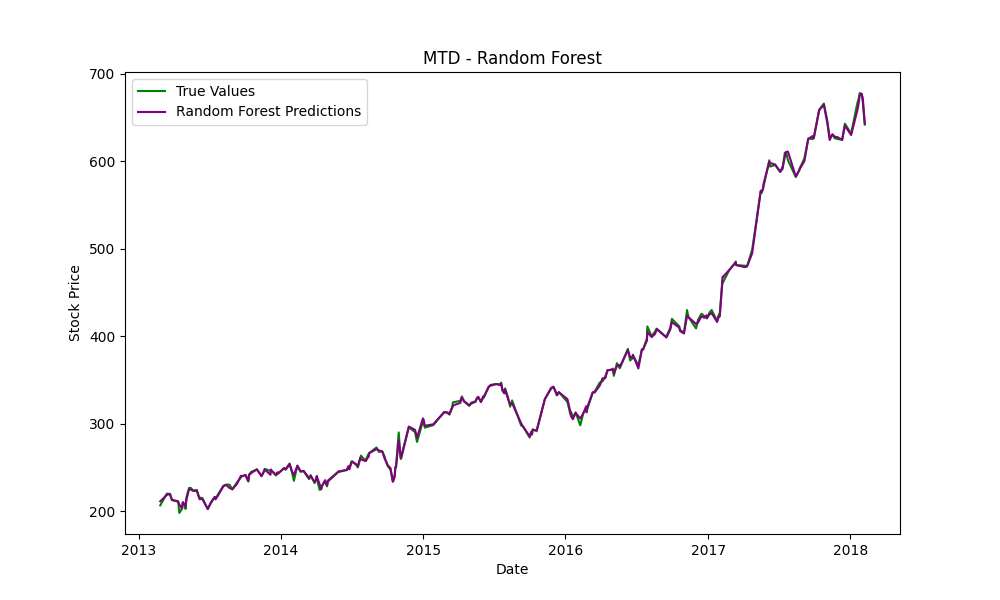 MTD - Random Forest
True Values
Random Forest Predictions
700
600
500
400
300
200
Stock Price
2013 2014 2015 2016 2017 2018
Date